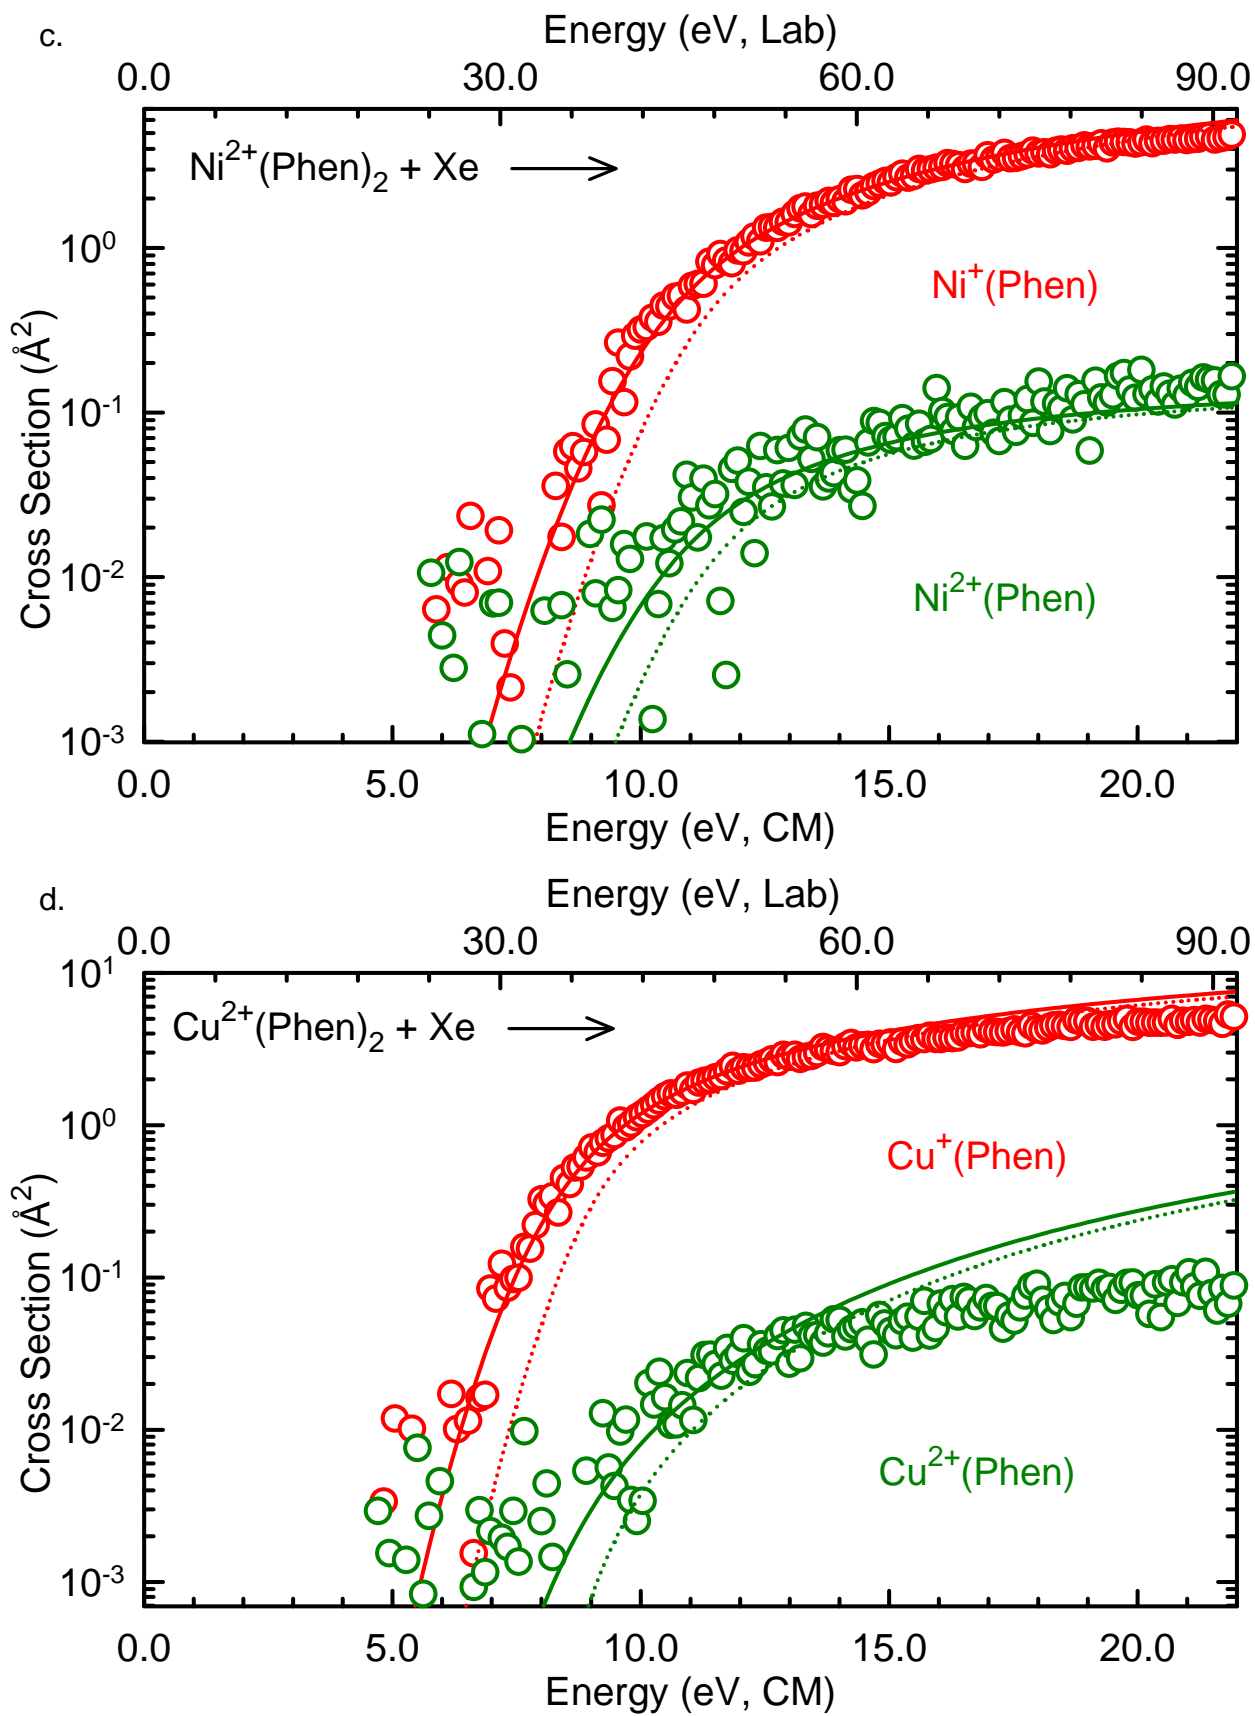 c.
Energy (eV, Lab)
0.0 30.0 60.0 90.0
Ni²⁺(Phen)₂ + Xe
10⁰
Ni⁺(Phen)
10⁻¹
Cross Section (Å²)
10⁻²
Ni²⁺(Phen)
10⁻³
0.0 5.0 10.0 15.0 20.0
Energy (eV, CM)
d.
Energy (eV, Lab)
0.0 30.0 60.0 90.0
10¹
Cu²⁺(Phen)₂ + Xe
10⁰
Cu⁺(Phen)
10⁻¹
Cross Section (Å²)
10⁻²
Cu²⁺(Phen)
10⁻³
0.0 5.0 10.0 15.0 20.0
Energy (eV, CM)